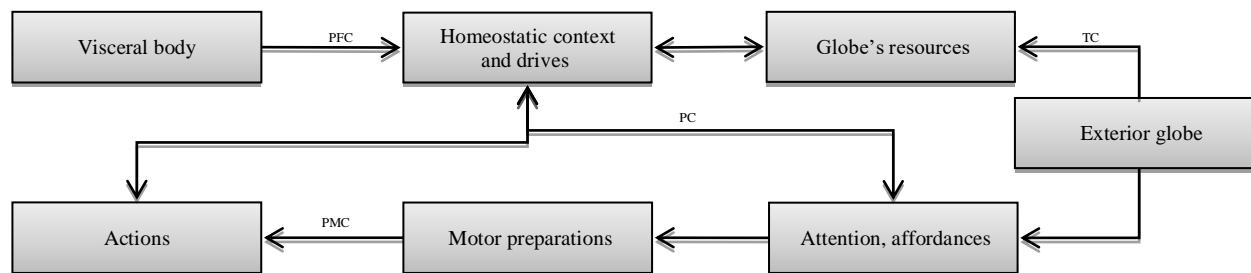 Visceral body
PFC
Homeostatic context
and drives
Globe’s resources
TC
PC
Exterior globe
Actions
PMC
Motor preparations
Attention, affordances